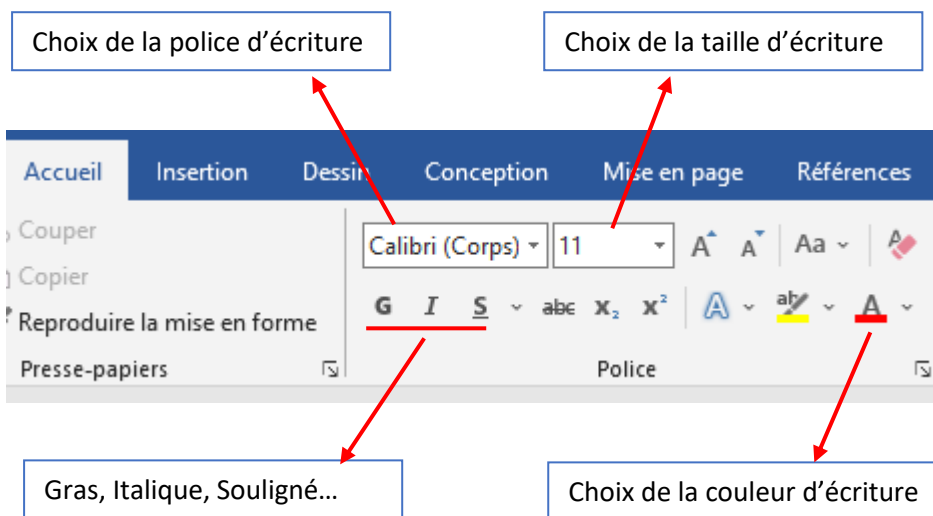 Choix de la police d’écriture
Choix de la taille d’écriture
Accueil Insertion Dessin Conception Mise en page Références
Couper
Copier
Reproduire la mise en forme
Presse-papiers
Calibri (Corps) 11 A A Aa A
G I S abc X₂ X² A ab A
Police
Gras, Italique, Souligné…
Choix de la couleur d’écriture